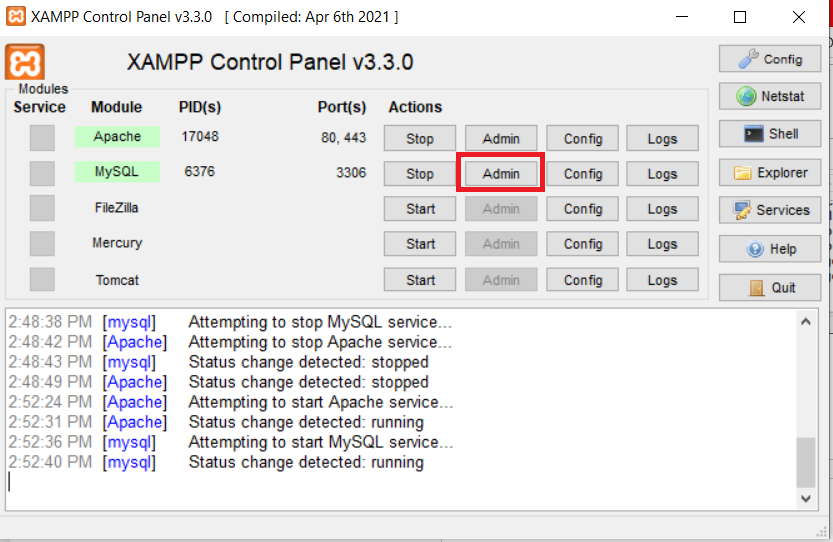 XAMPP Control Panel v3.3.0 [ Compiled: Apr 6th 2021 ]
XAMPP Control Panel v3.3.0
Config
Modules
Service Module PID(s) Port(s) Actions
Netstat
Apache 17048 80, 443 Stop Admin Config Logs
Shell
MySQL 6376 3306 Stop Admin Config Logs
Explorer
FileZilla Start Admin Config Logs
Services
Mercury Start Admin Config Logs
Help
Tomcat Start Admin Config Logs
Quit
2:48:38 PM [mysql] Attempting to stop MySQL service...
2:48:42 PM [Apache] Attempting to stop Apache service...
2:48:43 PM [mysql] Status change detected: stopped
2:48:49 PM [Apache] Status change detected: stopped
2:52:24 PM [Apache] Attempting to start Apache service...
2:52:31 PM [Apache] Status change detected: running
2:52:36 PM [mysql] Attempting to start MySQL service...
2:52:40 PM [mysql] Status change detected: running